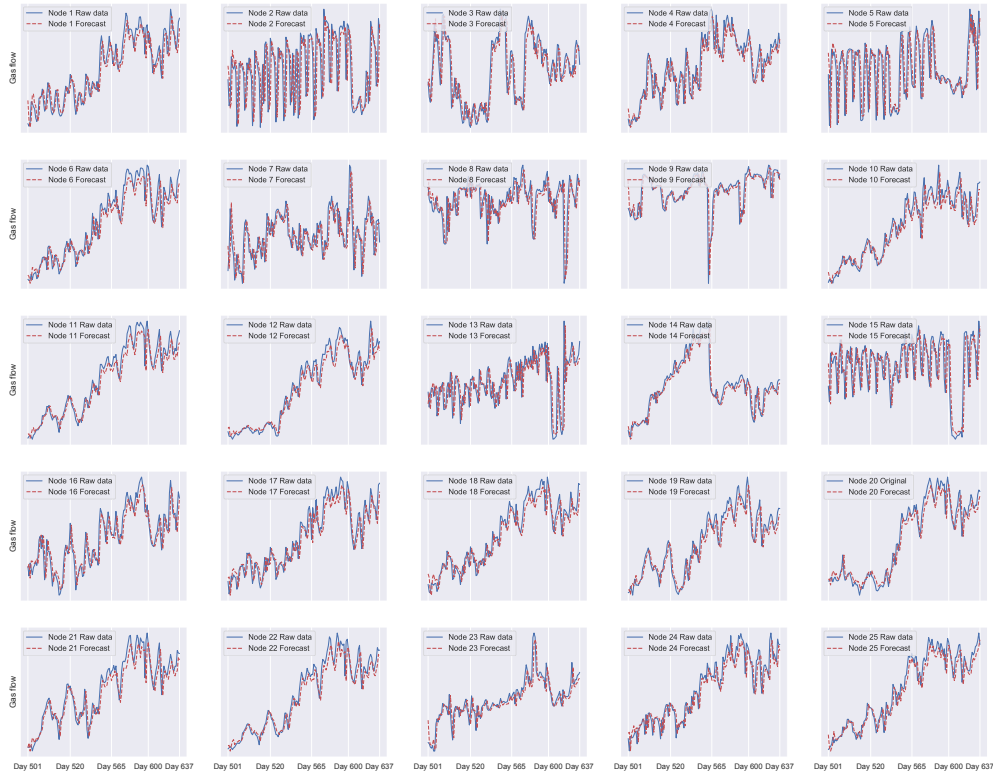 Node 1 Raw data
Node 1 Forecast
Node 2 Raw data
Node 2 Forecast
Node 3 Raw data
Node 3 Forecast
Node 4 Raw data
Node 4 Forecast
Node 5 Raw data
Node 5 Forecast
Gas flow
Node 6 Raw data
Node 6 Forecast
Node 7 Raw data
Node 7 Forecast
Node 8 Raw data
Node 8 Forecast
Node 9 Raw data
Node 9 Forecast
Node 10 Raw data
Node 10 Forecast
Gas flow
Node 11 Raw data
Node 11 Forecast
Node 12 Raw data
Node 12 Forecast
Node 13 Raw data
Node 13 Forecast
Node 14 Raw data
Node 14 Forecast
Node 15 Raw data
Node 15 Forecast
Gas flow
Node 16 Raw data
Node 16 Forecast
Node 17 Raw data
Node 17 Forecast
Node 18 Raw data
Node 18 Forecast
Node 19 Raw data
Node 19 Forecast
Node 20 Original
Node 20 Forecast
Gas flow
Node 21 Raw data
Node 21 Forecast
Node 22 Raw data
Node 22 Forecast
Node 23 Raw data
Node 23 Forecast
Node 24 Raw data
Node 24 Forecast
Node 25 Raw data
Node 25 Forecast
Gas flow
Day 501 Day 520 Day 565 Day 600 Day 637
Day 501 Day 520 Day 565 Day 600 Day 637
Day 501 Day 520 Day 565 Day 600 Day 637
Day 501 Day 520 Day 565 Day 600 Day 637
Day 501 Day 520 Day 565 Day 600 Day 637